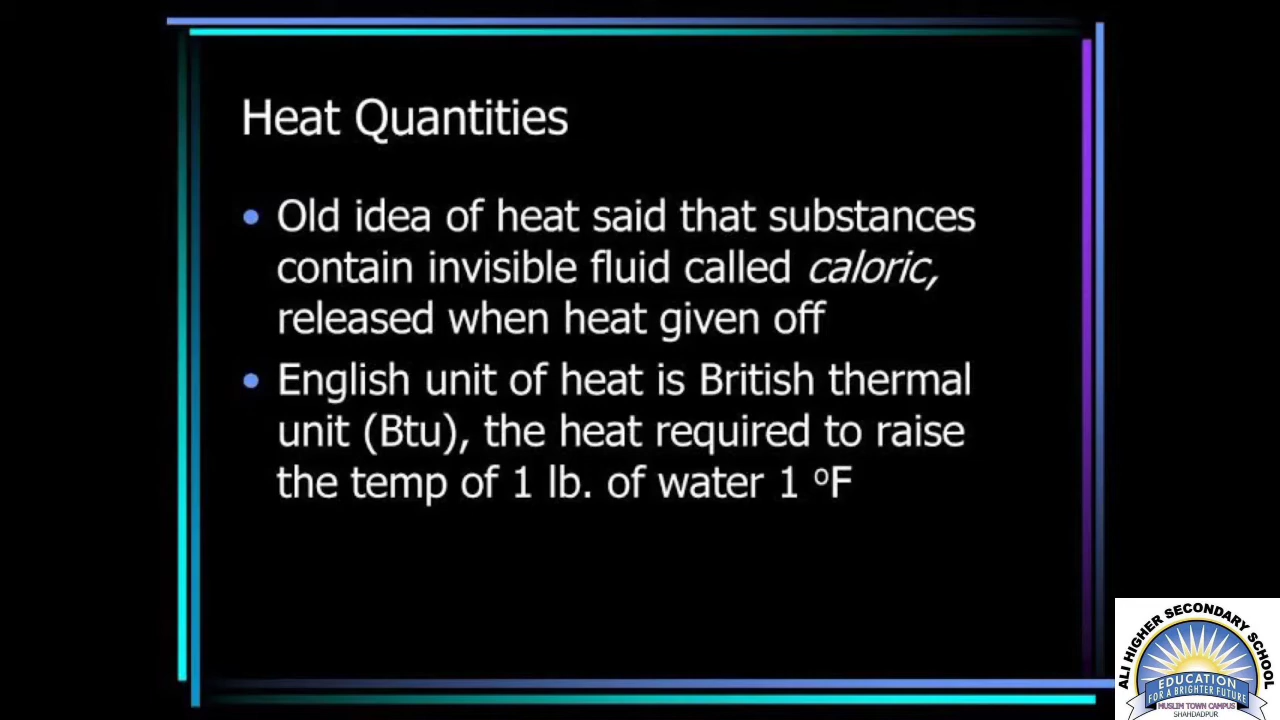 Heat Quantities
• Old idea of heat said that substances
contain invisible fluid called caloric,
released when heat given off
• English unit of heat is British thermal
unit (Btu), the heat required to raise
the temp of 1 lb. of water 1 ºF
ALI HIGHER SECONDARY SCHOOL
EDUCATION
FOR A BRIGHTER FUTURE
MUSLIM TOWN CAMPUS
SHAHDADPUR